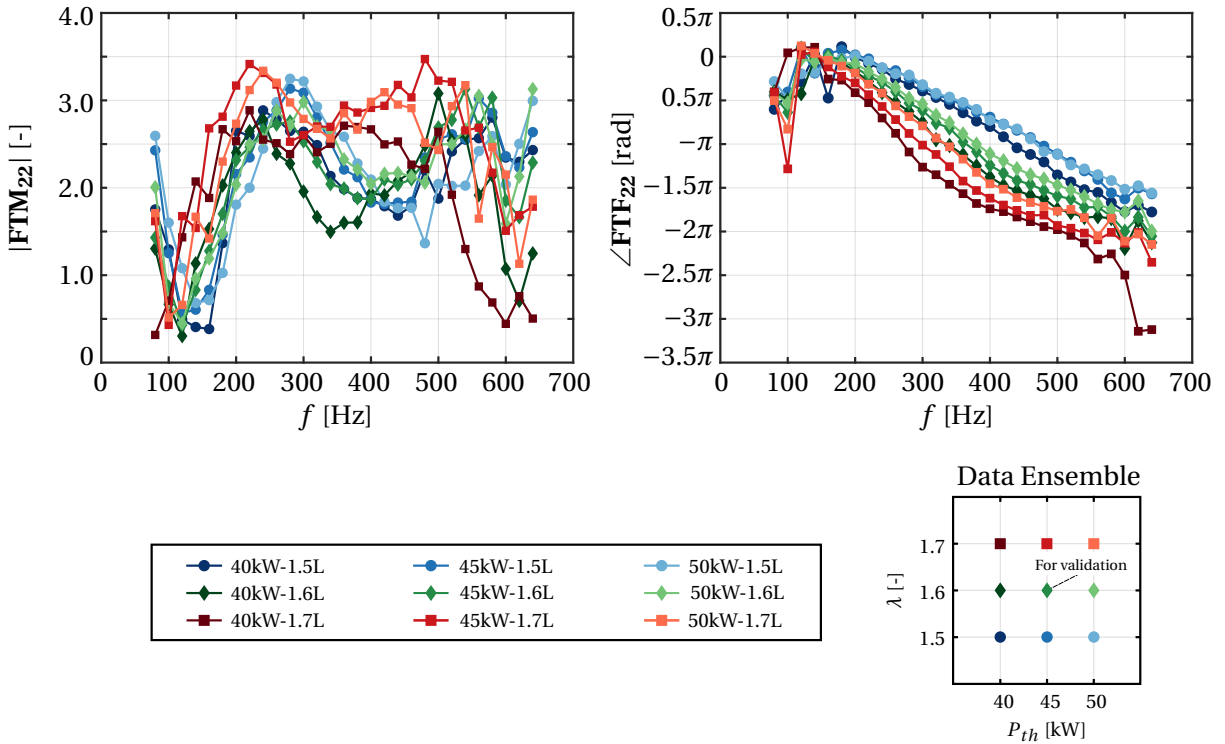 4.0
3.0
2.0
1.0
0
0 100 200 300 400 500 600 700
f [Hz]
|FTM22| [-]
0.5π
0
0.5π
-π
−1.5π
−2π
−2.5π
−3π
−3.5π
0 100 200 300 400 500 600 700
f [Hz]
∠FTF22 [rad]
40kW-1.5L 45kW-1.5L 50kW-1.5L
40kW-1.6L 45kW-1.6L 50kW-1.6L
40kW-1.7L 45kW-1.7L 50kW-1.7L
Data Ensemble
1.7
For validation
1.6
1.5
λ [-]
40 45 50
Pth [kW]